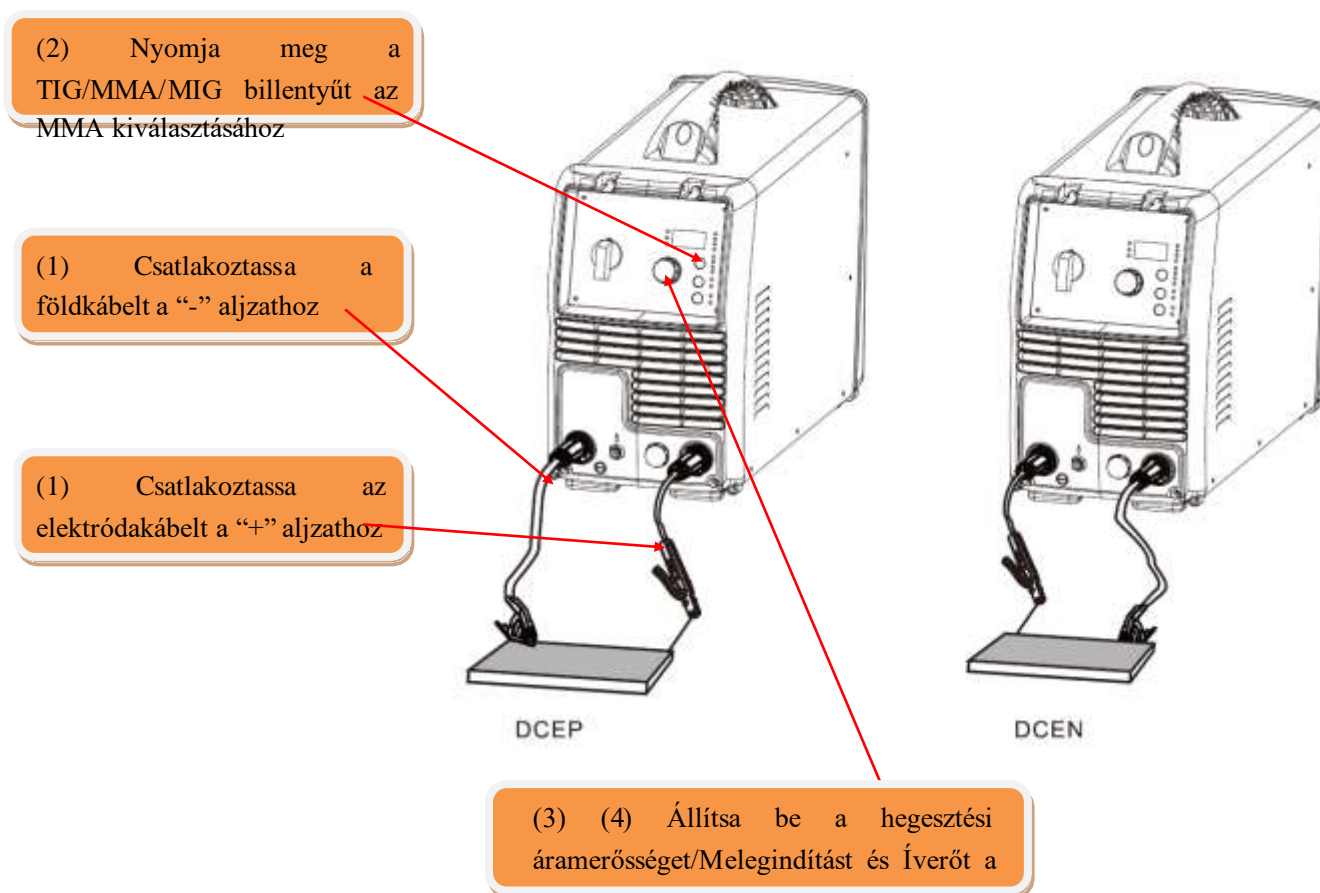 (2) Nyomja meg a
TIG/MMA/MIG billentyűt az
MMA kiválasztásához
(1) Csatlakoztassa a
földkábelt a “-” aljzathoz
(1) Csatlakoztassa az
elektródakábelt a “+” aljzathoz
DCEP
DCEN
(3) (4) Állítsa be a hegesztési
áramerősséget/Melegindítást és Íverőt a